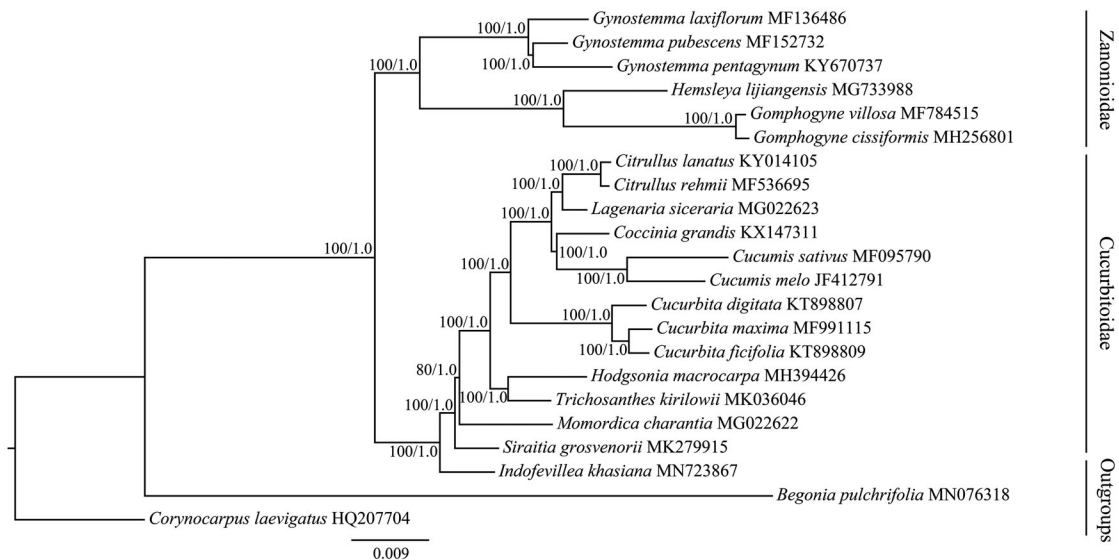 100/1.0
Gynostemma laxiflorum MF136486
Gynostemma pubescens MF152732
100/1.0
100/1.0
Gynostemma pentagynum KY670737
Hemsleya lijiangensis MG733988
100/1.0
100/1.0
Gomphogyne villosa MF784515
Gomphogyne cissiformis MH256801
Zanonioidae
100/1.0
Citrullus lanatus KY014105
100/1.0
Citrullus rehmii MF536695
100/1.0
Lagenaria siceraria MG022623
Coccinia grandis KX147311
100/1.0
100/1.0
Cucumis sativus MF095790
100/1.0
100/1.0
Cucumis melo JF412791
Cucurbita digitata KT898807
100/1.0
100/1.0
Cucurbita maxima MF991115
100/1.0
Cucurbita ficifolia KT898809
80/1.0
Hodgsonia macrocarpa MH394426
100/1.0
Trichosanthes kirilowii MK036046
100/1.0
Momordica charantia MG022622
100/1.0
Siraitia grosvenorii MK279915
Indofevillea khasiana MN723867
Cucurbitoidae
Begonia pulchrifolia MN076318
Corynocarpus laevigatus HQ207704
Outgroups
0.009